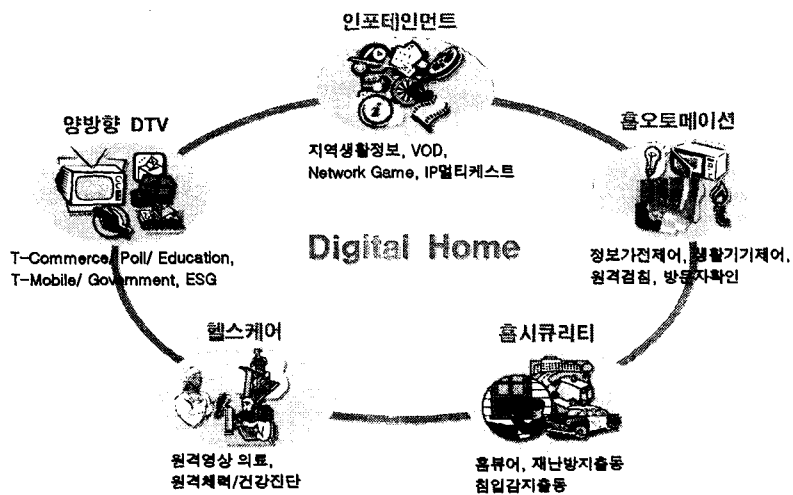 인포테인먼트
지역생활정보, VOD,
Network Game, IP멀티케스트
양방향 DTV
T-Commerce/ Poll/ Education,
T-Mobile/ Government, ESG
홈오토메이션
정보가전제어, 생활기기제어,
원격검침, 방문자확인
Digital Home
헬스케어
원격영상 의료,
원격체력/건강진단
홈시큐리티
홈뷰어, 재난방지출동
침입감지출동